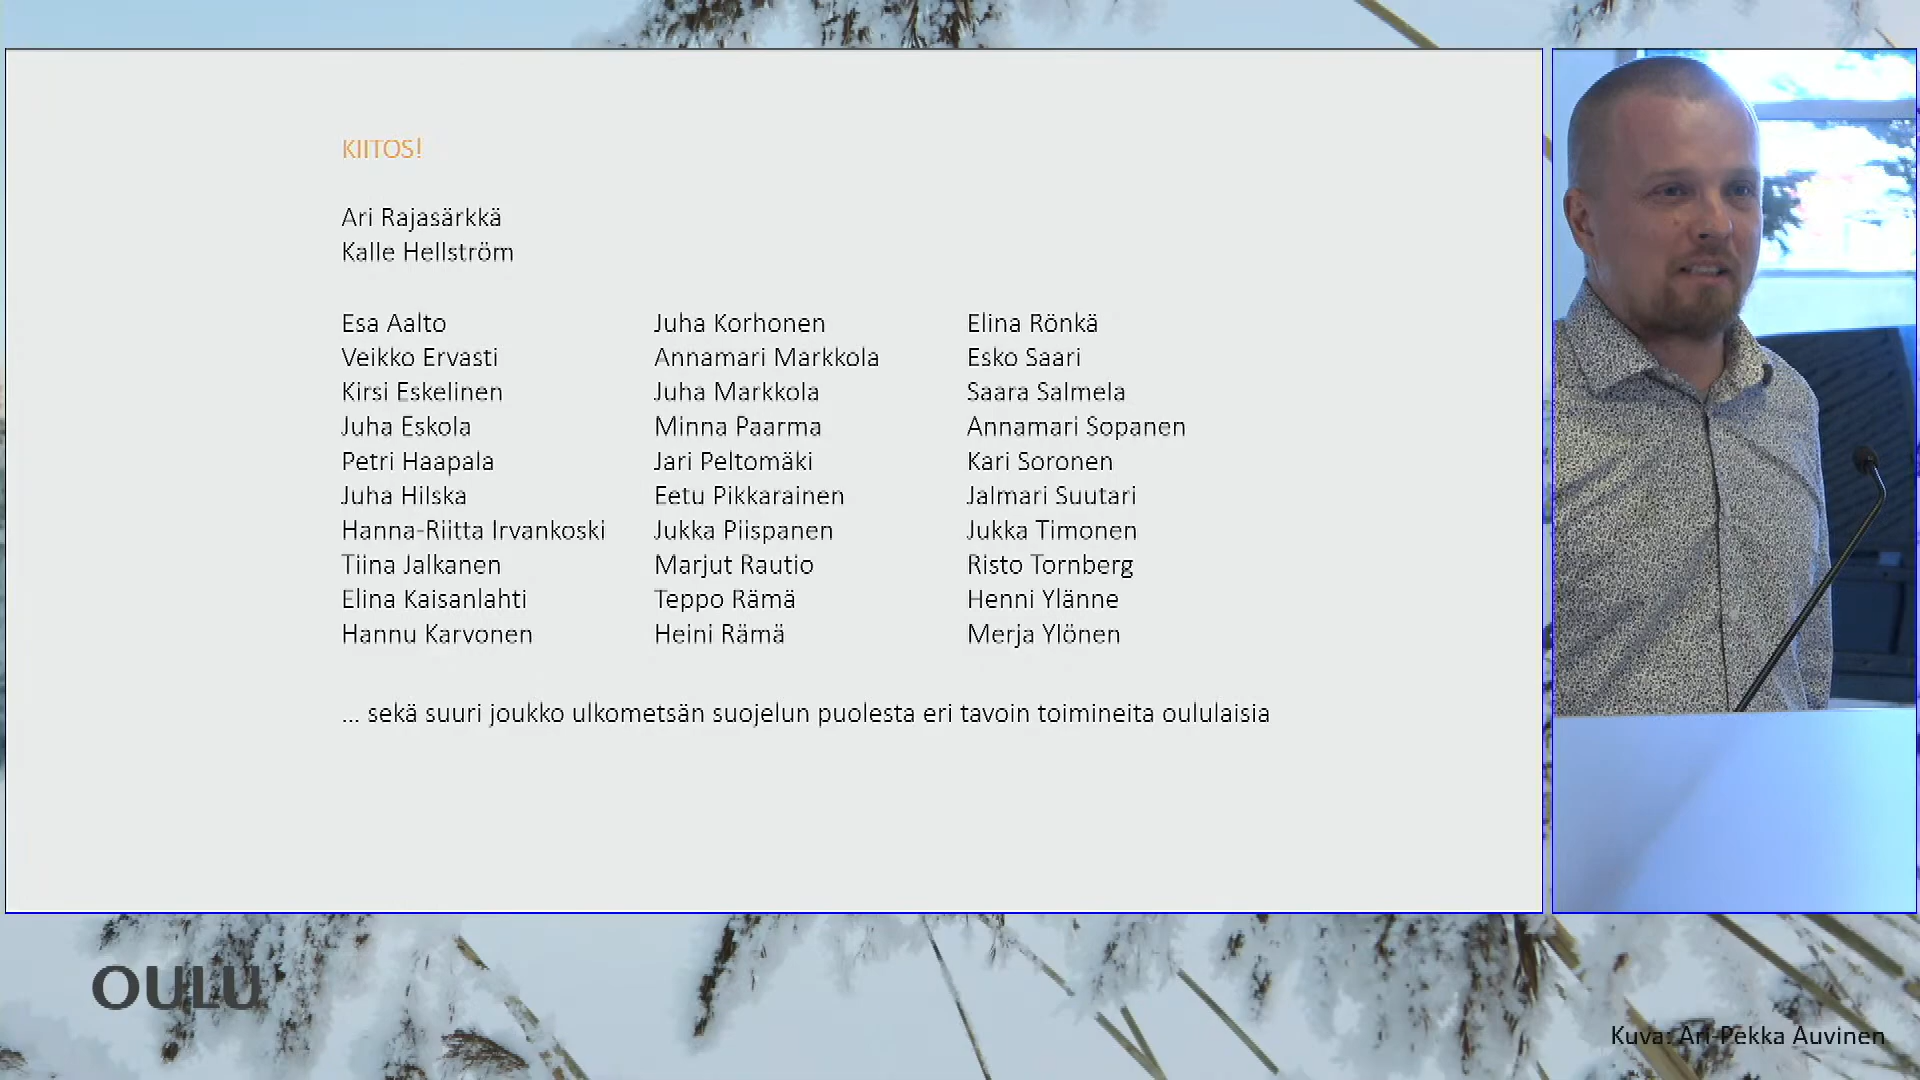 KIITOS!
Ari Rajasärkkä
Kalle Hellström
Esa Aalto
Veikko Ervasti
Kirsi Eskelinen
Juha Eskola
Petri Haapala
Juha Hilska
Hanna-Riitta Irvankoski
Tiina Jalkanen
Elina Kaisanlahti
Hannu Karvonen
Juha Korhonen
Annamari Markkola
Juha Markkola
Minna Paarma
Jari Peltomäki
Eetu Pikkarainen
Jukka Piispanen
Marjut Rautio
Teppo Rämä
Heini Rämä
Elina Rönkä
Esko Saari
Saara Salmela
Annamari Sopanen
Kari Soronen
Jalmari Suutari
Jukka Timonen
Risto Tornberg
Henni Ylänne
Merja Ylönen
... sekä suuri joukko ulkometsän suojelun puolesta eri tavoin toimineita oululaisia
OULU
Kuva: Ari-Pekka Auvinen